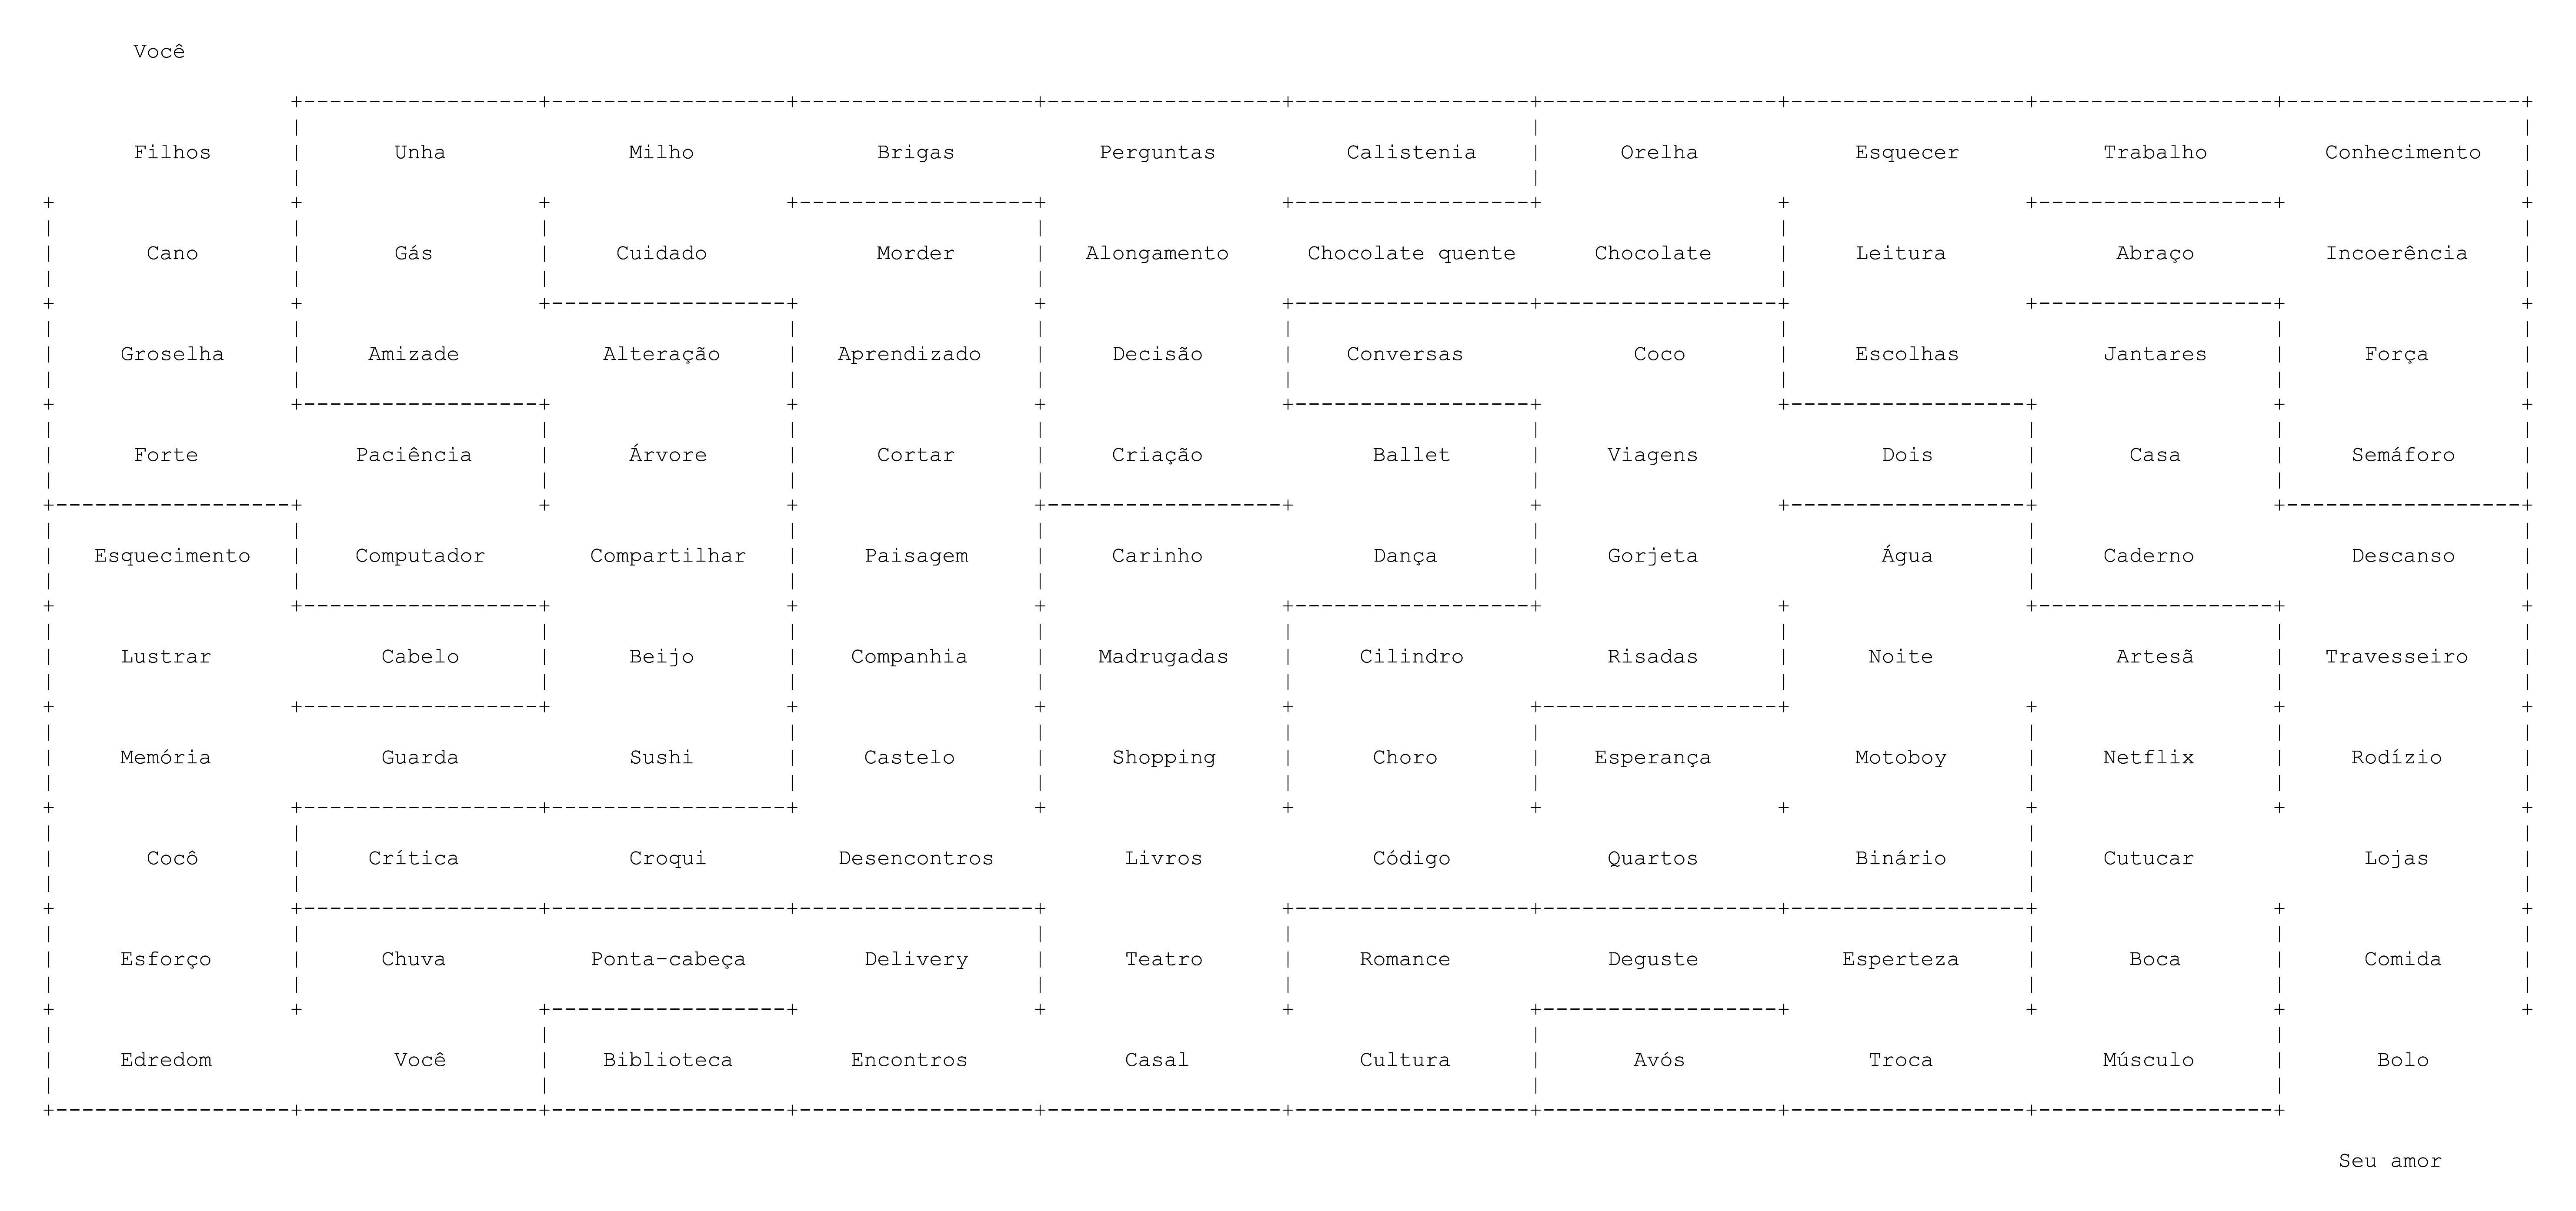 Você
Filhos Unha Milho Brigas Perguntas Calistenia Orelha Esquecer Trabalho Conhecimento
Cano Gás Cuidado Morder Alongamento Chocolate quente Chocolate Leitura Abraço Incoerência
Groselha Amizade Alteração Aprendizado Decisão Conversas Coco Escolhas Jantares Força
Forte Paciência Árvore Cortar Criação Ballet Viagens Dois Casa Semáforo
Esquecimento Computador Compartilhar Paisagem Carinho Dança Gorjeta Água Caderno Descanso
Lustrar Cabelo Beijo Companhia Madrugadas Cilindro Risadas Noite Artesã Travesseiro
Memória Guarda Sushi Castelo Shopping Choro Esperança Motoboy Netflix Rodízio
Cocô Crítica Croqui Desencontros Livros Código Quartos Binário Cutucar Lojas
Esforço Chuva Ponta-cabeça Delivery Teatro Romance Deguste Esperteza Boca Comida
Edredom Você Biblioteca Encontros Casal Cultura Avós Troca Músculo Bolo
Seu amor